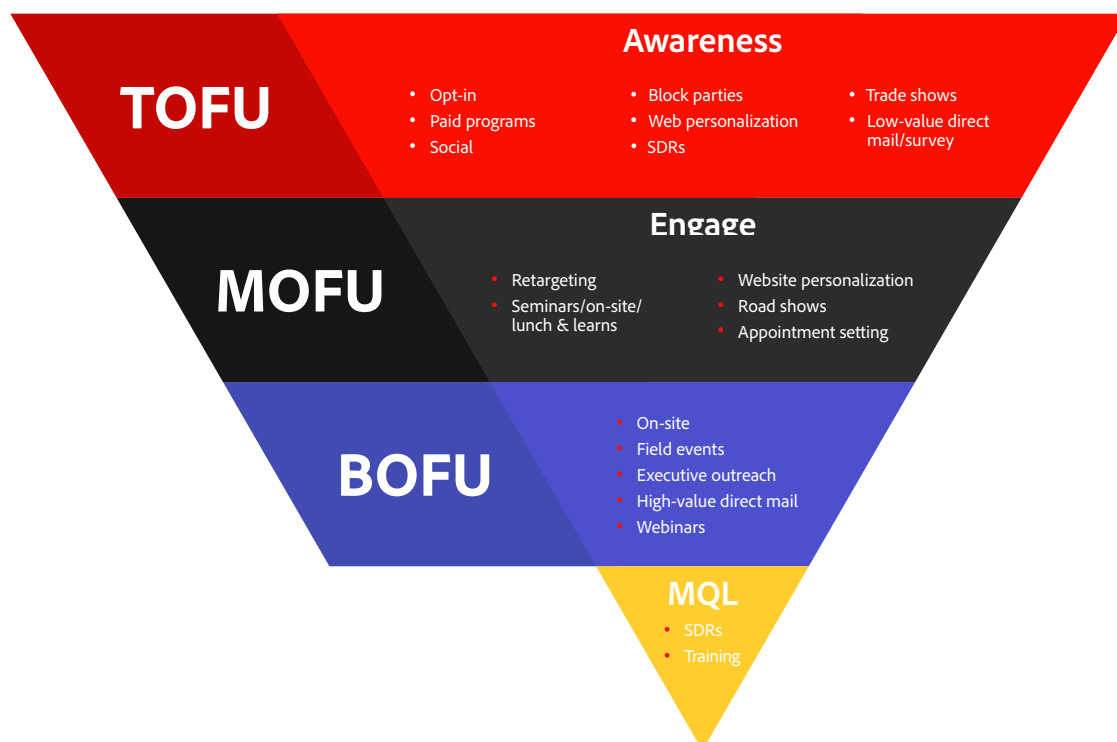 TOFU
Awareness
• Opt-in
• Paid programs
• Social
• Block parties
• Web personalization
• SDRs
• Trade shows
• Low-value direct
mail/survey
MOFU
Engage
• Retargeting
• Seminars/on-site/
lunch & learns
• Website personalization
• Road shows
• Appointment setting
BOFU
• On-site
• Field events
• Executive outreach
• High-value direct mail
• Webinars
MQL
• SDRs
• Training